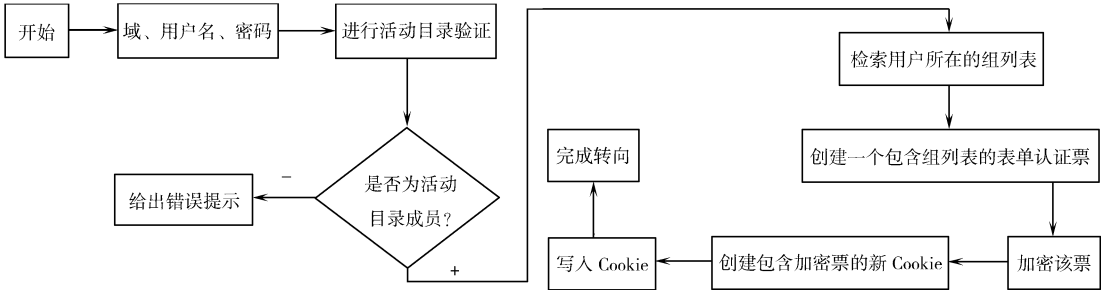 开始
域、用户名、密码
进行活动目录验证
检索用户所在的组列表
创建一个包含组列表的表单认证票
完成转向
是否为活动
目录成员?
−
给出错误提示
+
写入 Cookie
创建包含加密票的新 Cookie
加密该票